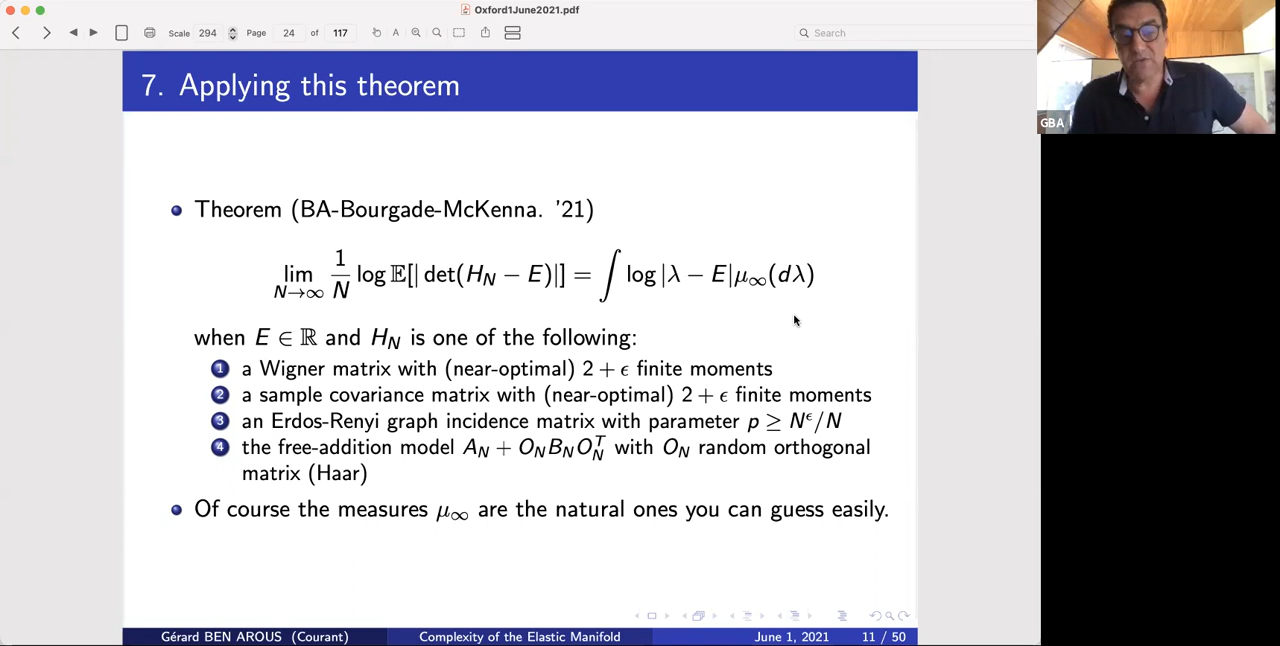 Oxford1June2021.pdf
Scale 294 Page 24 of 117 Search
7. Applying this theorem
GBA
Theorem (BA-Bourgade-McKenna. '21)
lim_{N→∞} 1/N log 𝔼[| det(H_N − E)|] = ∫ log |λ − E|μ_∞(dλ)
when E ∈ ℝ and H_N is one of the following:
1 a Wigner matrix with (near-optimal) 2 + ϵ finite moments
2 a sample covariance matrix with (near-optimal) 2 + ϵ finite moments
3 an Erdos-Renyi graph incidence matrix with parameter p ≥ N^ϵ/N
4 the free-addition model A_N + O_N B_N O_N^T with O_N random orthogonal
matrix (Haar)
Of course the measures μ_∞ are the natural ones you can guess easily.
Gérard BEN AROUS (Courant) Complexity of the Elastic Manifold June 1, 2021 11 / 50